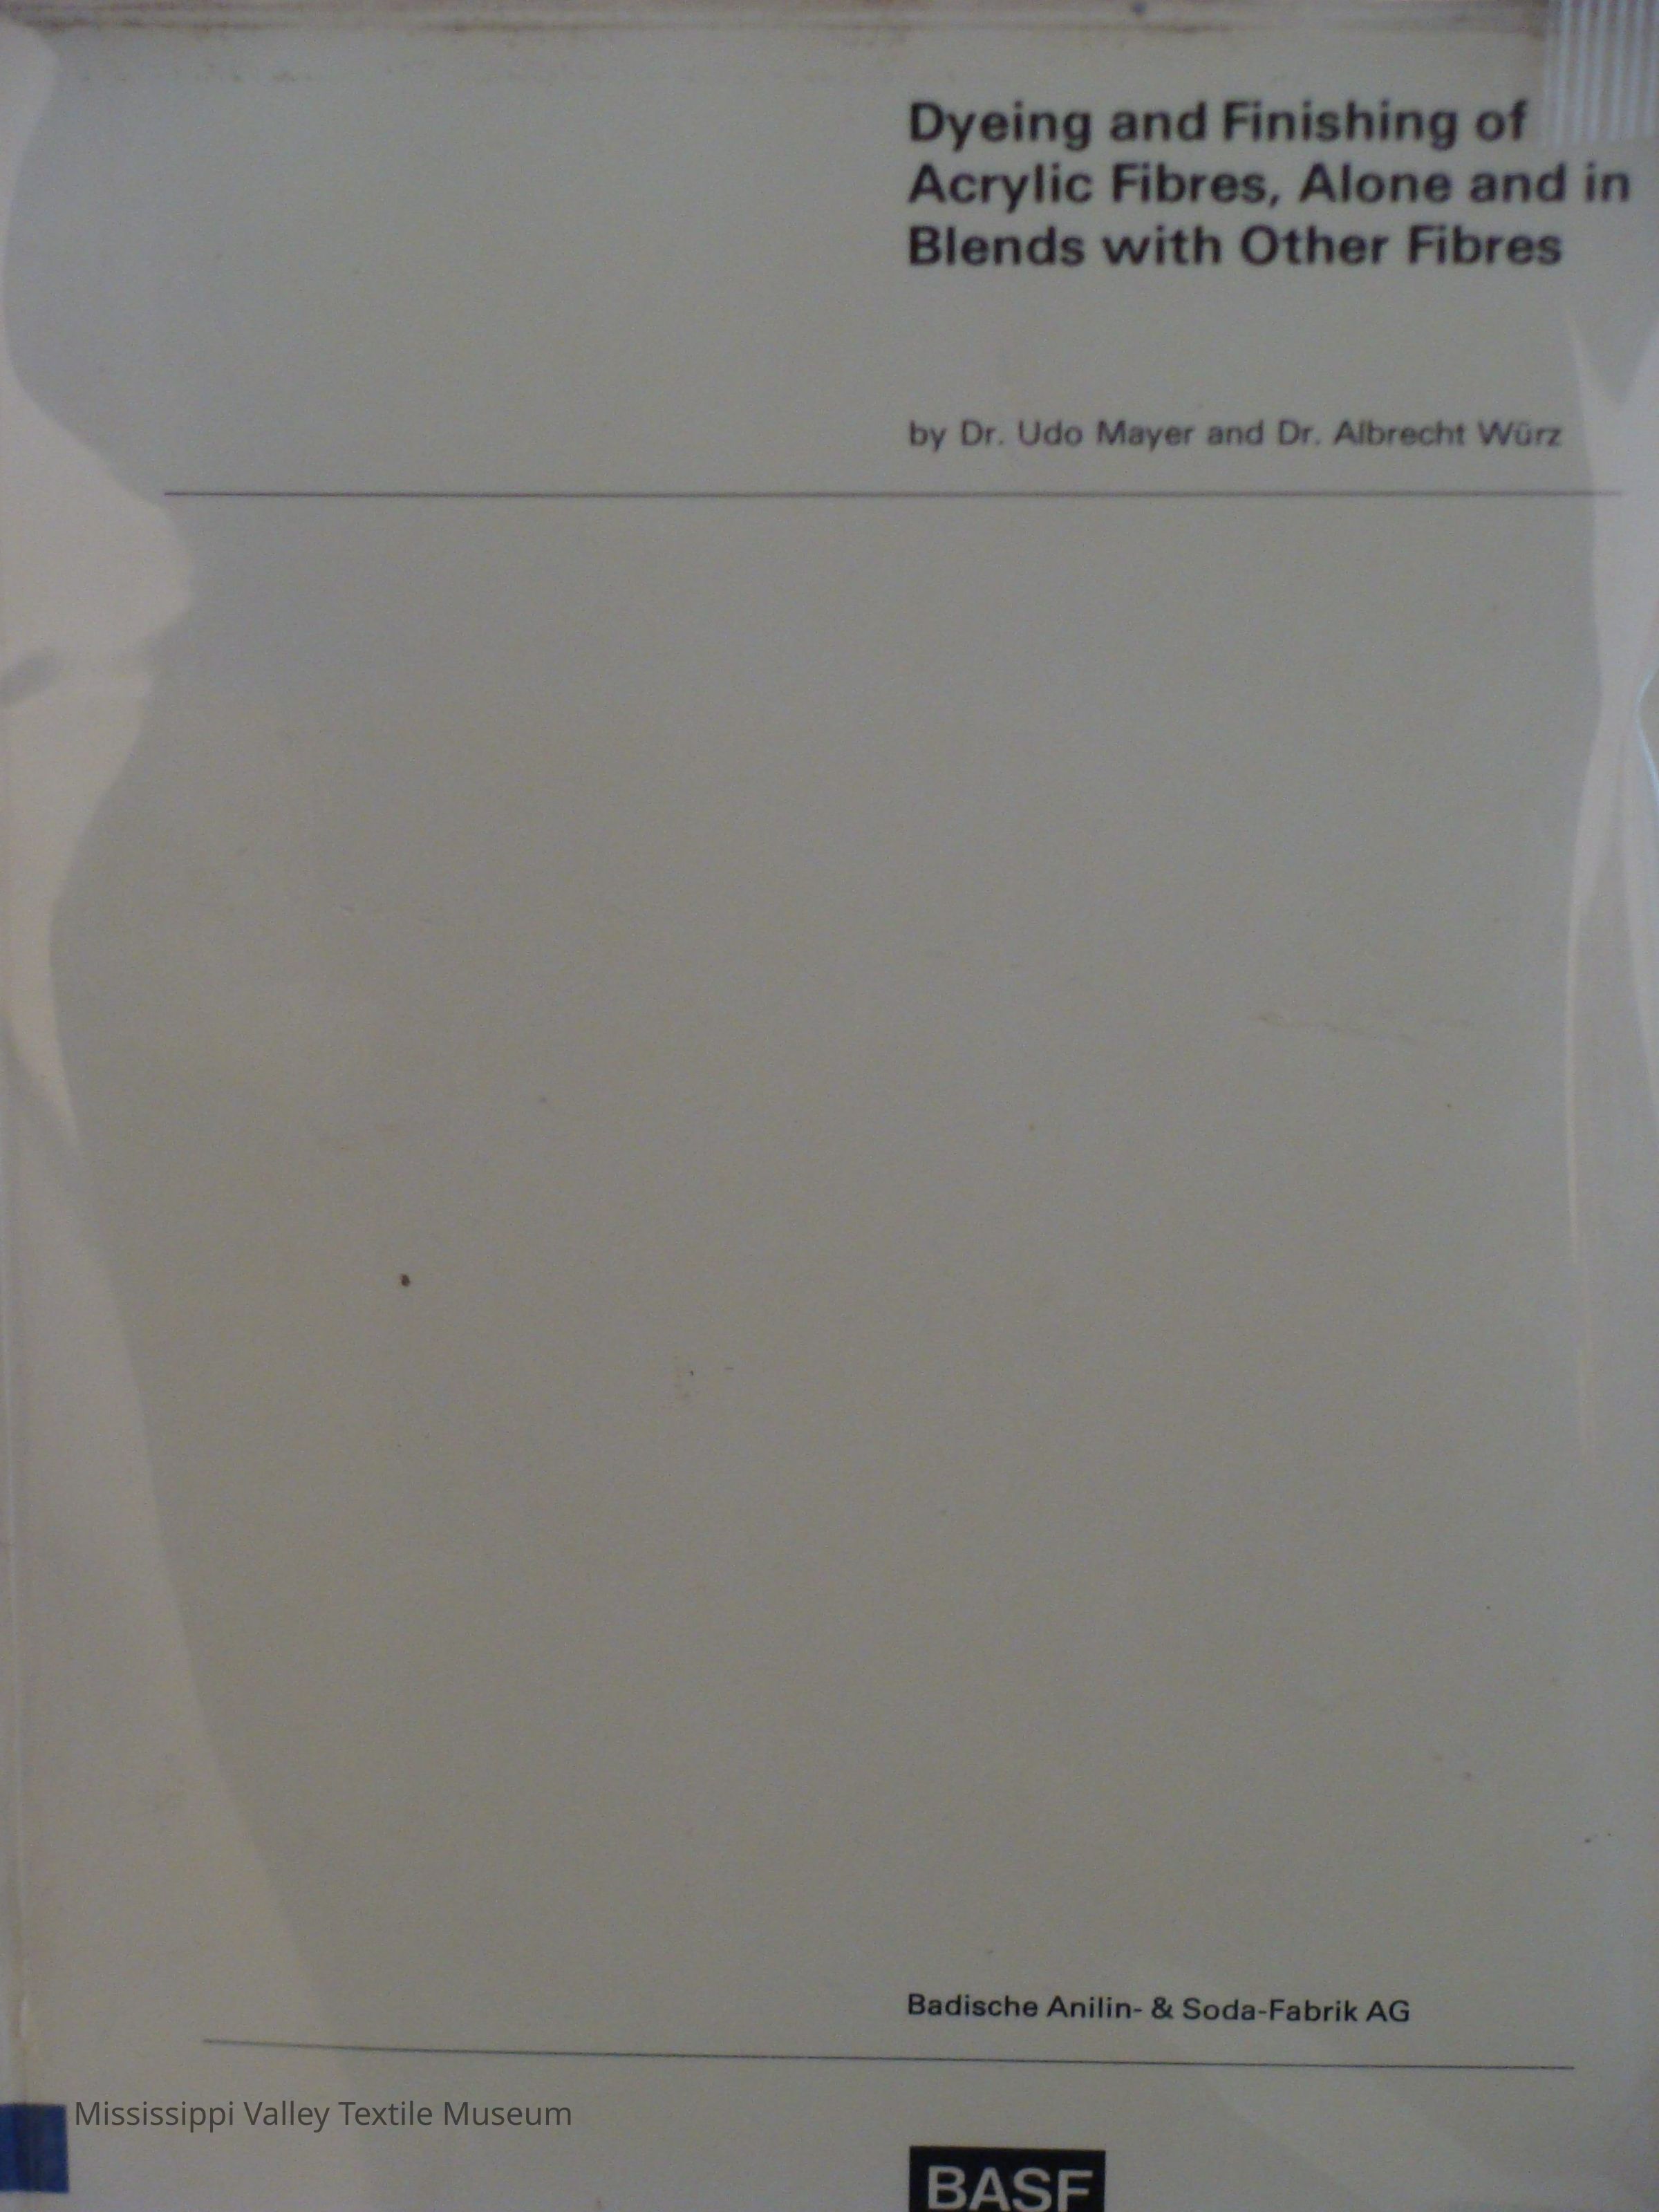 Dyeing and Finishing of
Acrylic Fibres, Alone and in
Blends with Other Fibres
by Dr. Udo Mayer and Dr. Albrecht Würz
Badische Anilin- & Soda-Fabrik AG
Mississippi Valley Textile Museum
BASF